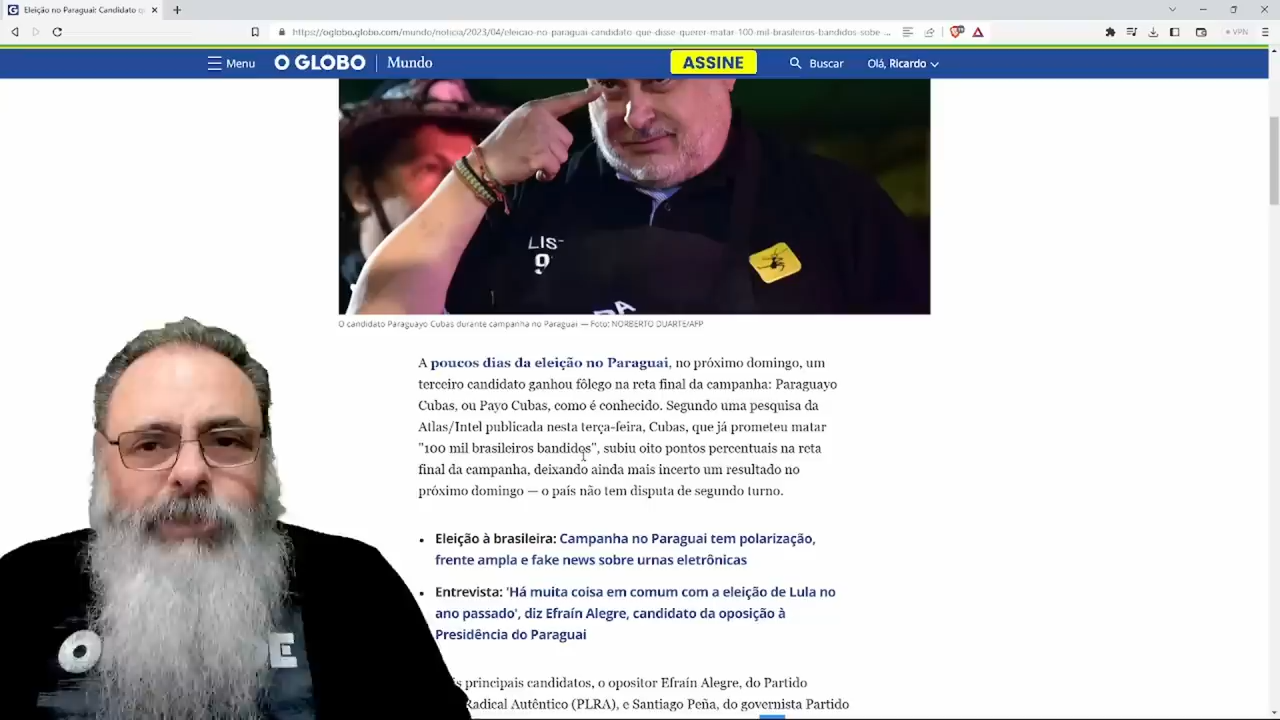 Eleição no Paraguai: Candidato q
https://oglobo.globo.com/mundo/noticia/2023/04/eleicao-no-paraguai-candidato-que-disse-querer-matar-100-mil-brasileiros-bandidos-sobe ...
VPN
Menu
O GLOBO
Mundo
ASSINE
Buscar
Olá, Ricardo
LIS-
9
DA
O candidato Paraguayo Cubas durante campanha no Paraguai — Foto: NORBERTO DUARTE/AFP
A poucos dias da eleição no Paraguai, no próximo domingo, um
terceiro candidato ganhou fôlego na reta final da campanha: Paraguayo
Cubas, ou Payo Cubas, como é conhecido. Segundo uma pesquisa da
Atlas/Intel publicada nesta terça-feira, Cubas, que já prometeu matar
"100 mil brasileiros bandidos", subiu oito pontos percentuais na reta
final da campanha, deixando ainda mais incerto um resultado no
próximo domingo — o país não tem disputa de segundo turno.
• Eleição à brasileira: Campanha no Paraguai tem polarização,
frente ampla e fake news sobre urnas eletrônicas
• Entrevista: 'Há muita coisa em comum com a eleição de Lula no
ano passado', diz Efraín Alegre, candidato da oposição à
Presidência do Paraguai
principais candidatos, o opositor Efraín Alegre, do Partido
Radical Autêntico (PLRA), e Santiago Peña, do governista Partido
O
E